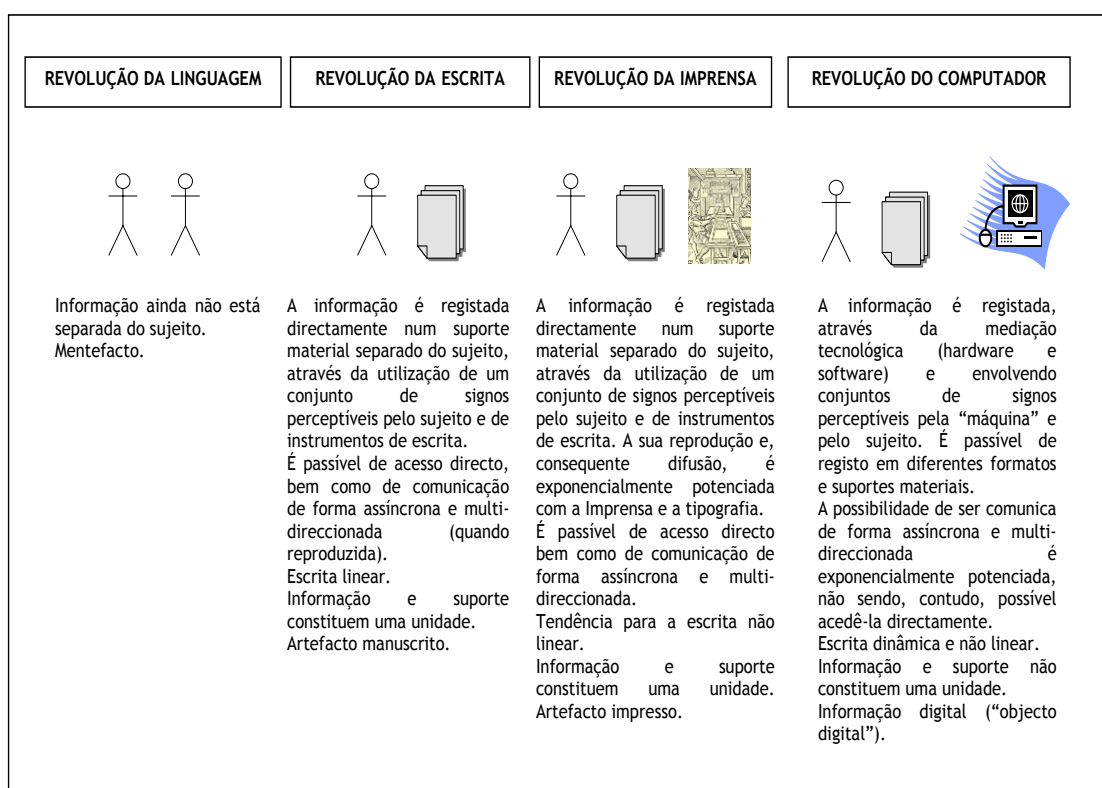 REVOLUÇÃO DA LINGUAGEM
REVOLUÇÃO DA ESCRITA
REVOLUÇÃO DA IMPRENSA
REVOLUÇÃO DO COMPUTADOR
Informação ainda não está
separada do sujeito.
Mentefacto.
A informação é registada
directamente num suporte
material separado do sujeito,
através da utilização de um
conjunto de signos
perceptíveis pelo sujeito e de
instrumentos de escrita.
É passível de acesso directo,
bem como de comunicação
de forma assíncrona e multi-
direccionada (quando
reproduzida).
Escrita linear.
Informação e suporte
constituem uma unidade.
Artefacto manuscrito.
A informação é registada
directamente num suporte
material separado do sujeito,
através da utilização de um
conjunto de signos perceptíveis
pelo sujeito e de instrumentos
de escrita. A sua reprodução e,
consequente difusão, é
exponencialmente potenciada
com a Imprensa e a tipografia.
É passível de acesso directo
bem como de comunicação de
forma assíncrona e multi-
direccionada.
Tendência para a escrita não
linear.
Informação e suporte
constituem uma unidade.
Artefacto impresso.
A informação é registada,
através da mediação
tecnológica (hardware e
software) e envolvendo
conjuntos de signos
perceptíveis pela “máquina” e
pelo sujeito. É passível de
registo em diferentes formatos
e suportes materiais.
A possibilidade de ser comunica
de forma assíncrona e multi-
direccionada é
exponencialmente potenciada,
não sendo, contudo, possível
acedê-la directamente.
Escrita dinâmica e não linear.
Informação e suporte não
constituem uma unidade.
Informação digital (“objecto
digital”).